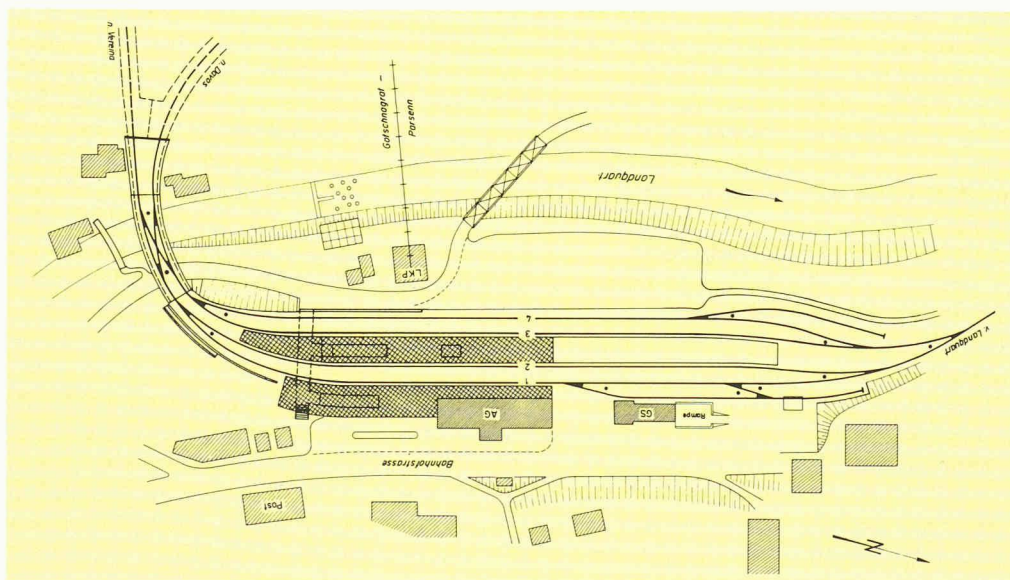 n. Vereina
n. Davos
Gotschnagrat –
Parsenn
Landquart
LKP
4
3
2
1
v. Landquart
AG
GS
Rampe
Bahnhofstrasse
Post
N